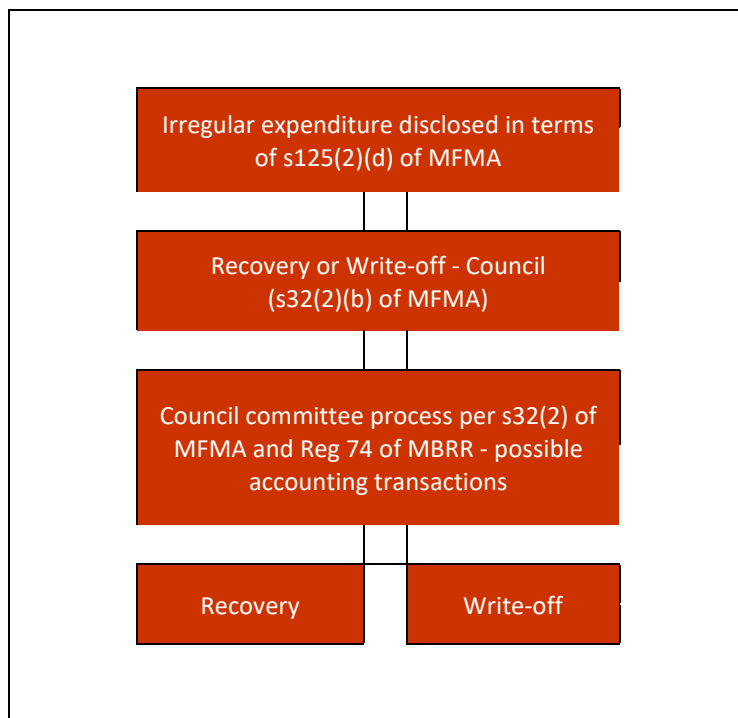 Irregular expenditure disclosed in terms
of s125(2)(d) of MFMA
Recovery or Write-off - Council
(s32(2)(b) of MFMA)
Council committee process per s32(2) of
MFMA and Reg 74 of MBRR - possible
accounting transactions
Recovery
Write-off